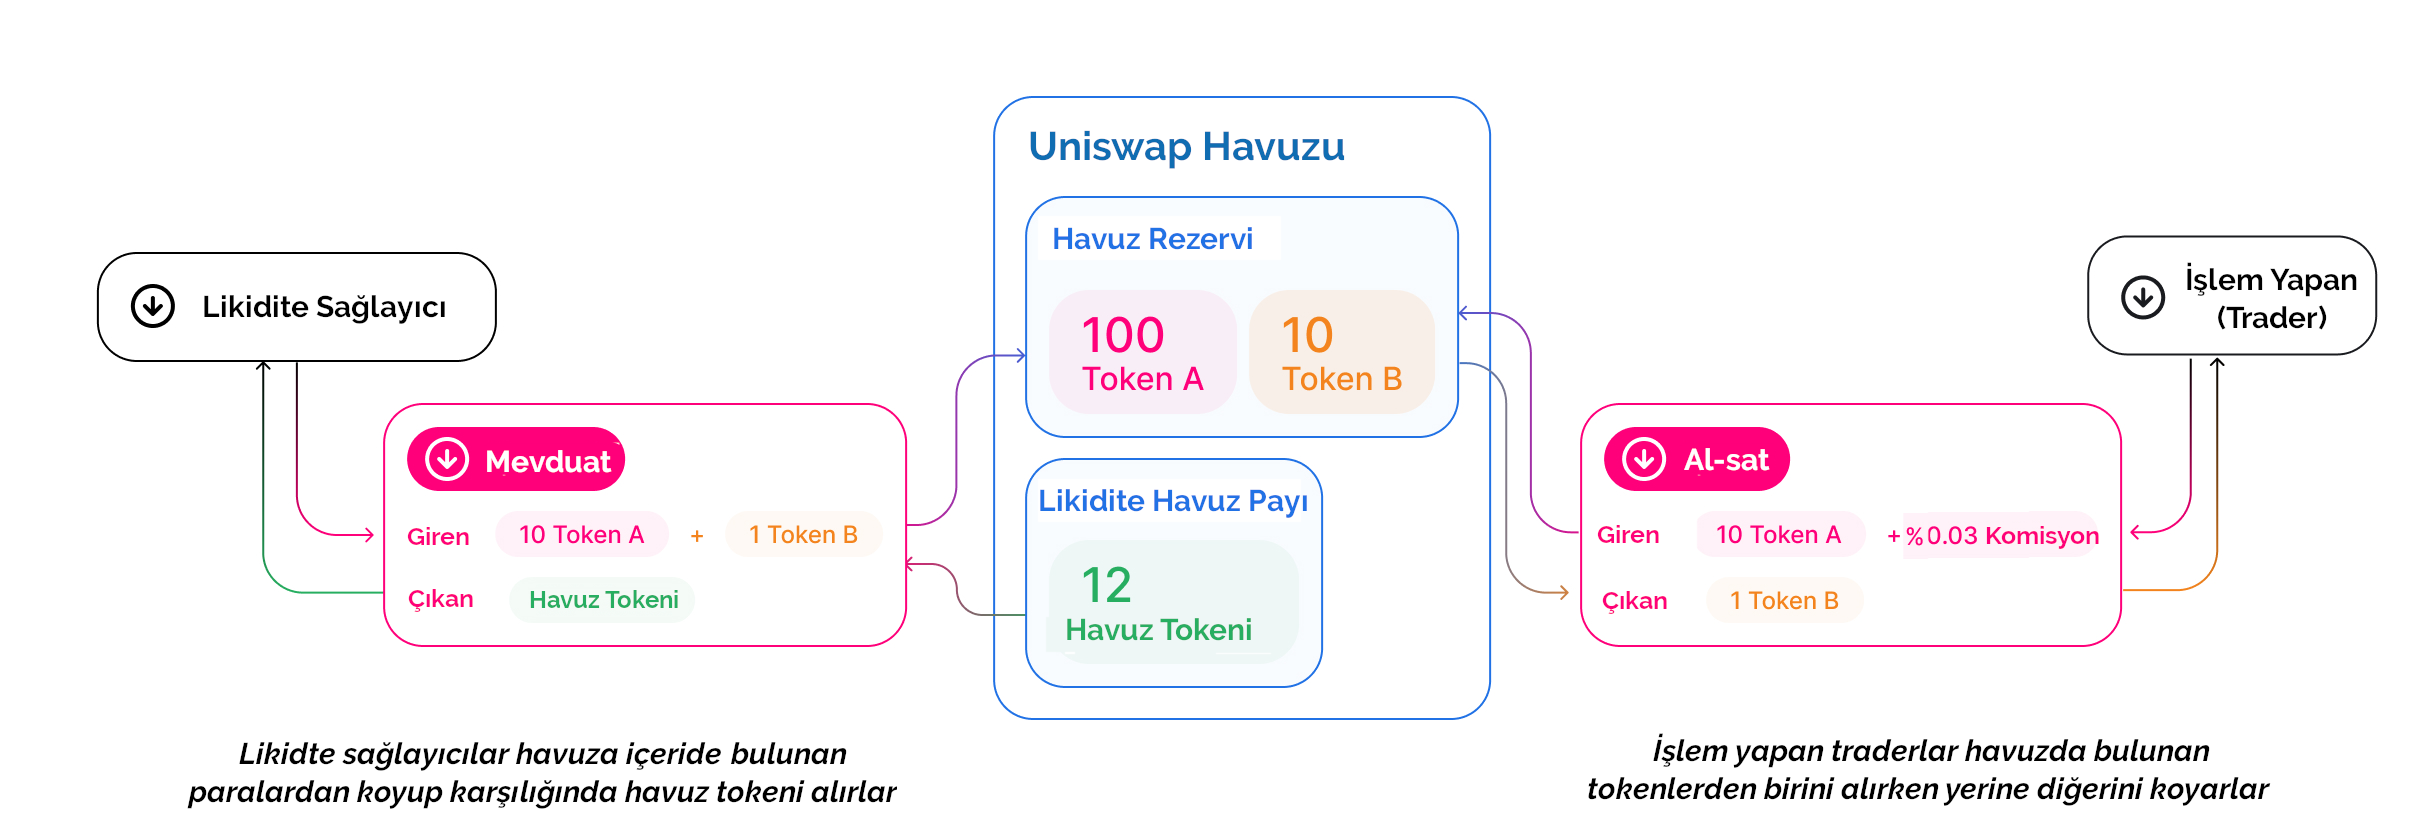 Uniswap Havuzu
Havuz Rezervi
100
Token A
10
Token B
Likidite Havuz Payı
12
Havuz Tokeni
Likidite Sağlayıcı
Mevduat
Giren 10 Token A + 1 Token B
Çıkan Havuz Tokeni
Likidte sağlayıcılar havuza içeride bulunan
paralardan koyup karşılığında havuz tokeni alırlar
İşlem Yapan
(Trader)
Al-sat
Giren 10 Token A +%0.03 Komisyon
Çıkan 1 Token B
İşlem yapan traderlar havuzda bulunan
tokenlerden birini alırken yerine diğerini koyarlar